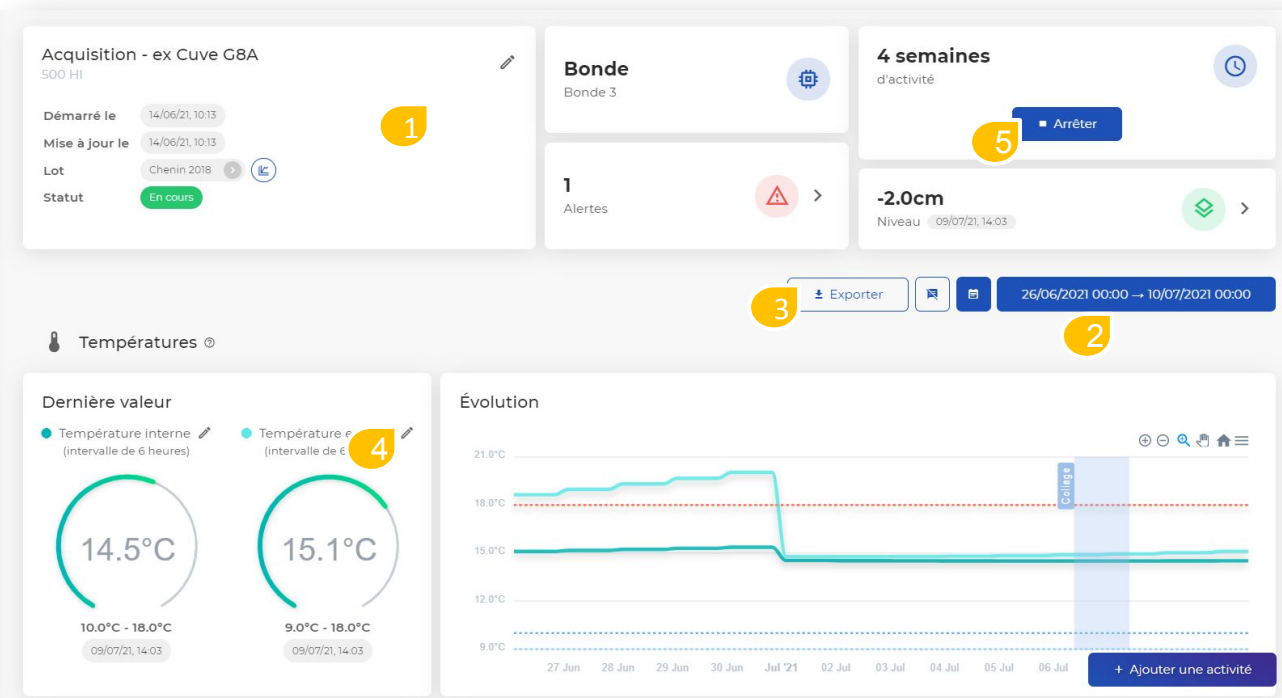 Acquisition - ex Cuve G8A
500 Hl
Démarré le 14/06/21, 10:13
Mise à jour le 14/06/21, 10:13
Lot Chenin 2018
Statut En cours
1
Bonde
Bonde 3
1
Alertes
4 semaines
d'activité
Arrêter
5
-2.0cm
Niveau 09/07/21, 14:03
Exporter
3
26/06/2021 00:00 → 10/07/2021 00:00
2
Températures
Dernière valeur
Température interne
(intervalle de 6 heures)
14.5°C
10.0°C - 18.0°C
09/07/21, 14:03
Température e
(intervalle de 6
4
15.1°C
9.0°C - 18.0°C
09/07/21, 14:03
Évolution
21.0°C
18.0°C
15.0°C
12.0°C
9.0°C
Collage
27 Jun 28 Jun 29 Jun 30 Jun Jul '21 02 Jul 03 Jul 04 Jul 05 Jul 06 Jul
+ Ajouter une activité